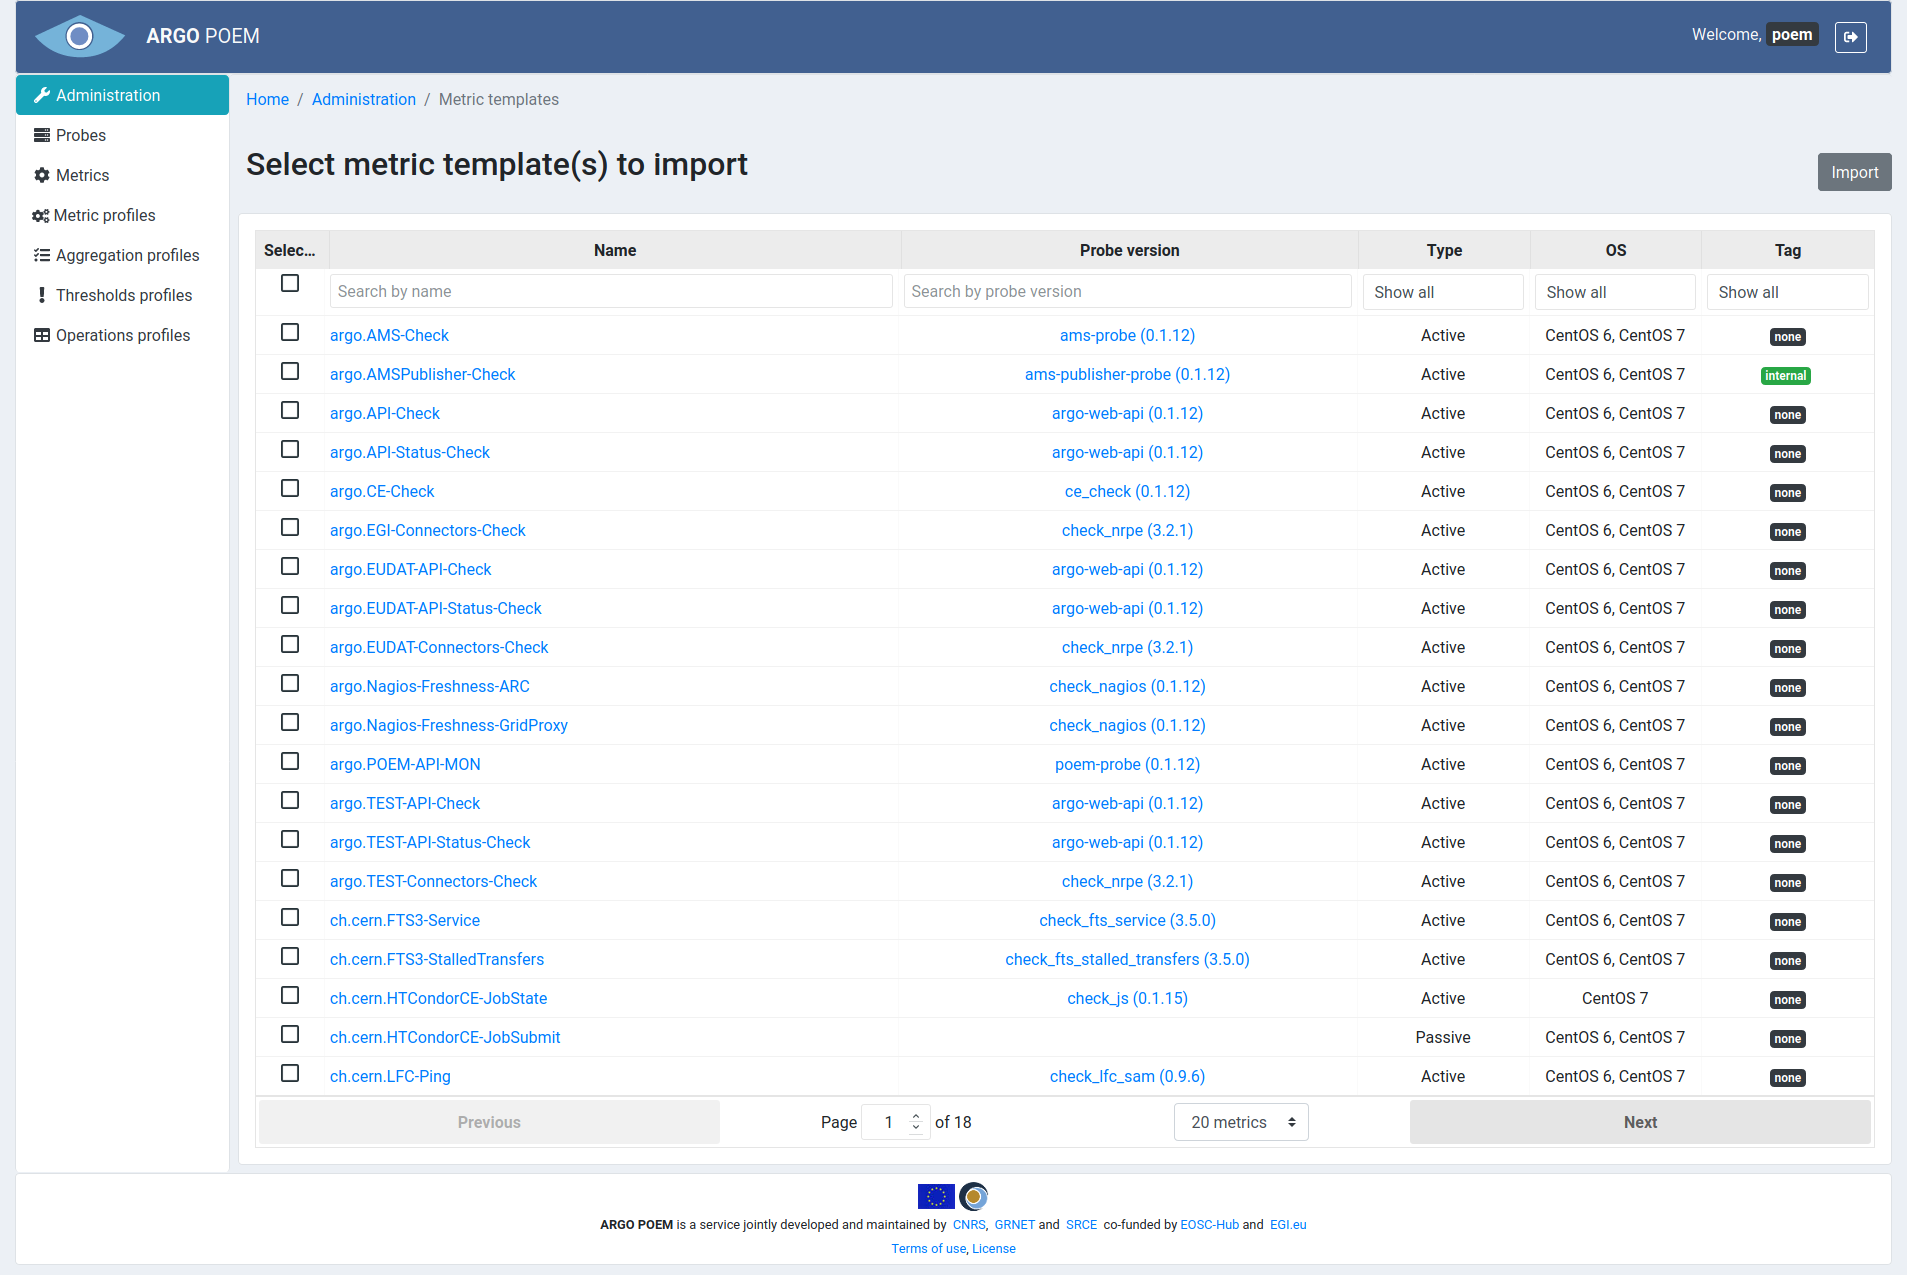 ARGO POEM
Welcome, poem
Administration
Probes
Metrics
Metric profiles
Aggregation profiles
Thresholds profiles
Operations profiles
Home / Administration / Metric templates
Select metric template(s) to import
Import
Selec... Name Probe version Type OS Tag
Search by name Search by probe version Show all Show all Show all
argo.AMS-Check ams-probe (0.1.12) Active CentOS 6, CentOS 7 none
argo.AMSPublisher-Check ams-publisher-probe (0.1.12) Active CentOS 6, CentOS 7 internal
argo.API-Check argo-web-api (0.1.12) Active CentOS 6, CentOS 7 none
argo.API-Status-Check argo-web-api (0.1.12) Active CentOS 6, CentOS 7 none
argo.CE-Check ce_check (0.1.12) Active CentOS 6, CentOS 7 none
argo.EGI-Connectors-Check check_nrpe (3.2.1) Active CentOS 6, CentOS 7 none
argo.EUDAT-API-Check argo-web-api (0.1.12) Active CentOS 6, CentOS 7 none
argo.EUDAT-API-Status-Check argo-web-api (0.1.12) Active CentOS 6, CentOS 7 none
argo.EUDAT-Connectors-Check check_nrpe (3.2.1) Active CentOS 6, CentOS 7 none
argo.Nagios-Freshness-ARC check_nagios (0.1.12) Active CentOS 6, CentOS 7 none
argo.Nagios-Freshness-GridProxy check_nagios (0.1.12) Active CentOS 6, CentOS 7 none
argo.POEM-API-MON poem-probe (0.1.12) Active CentOS 6, CentOS 7 none
argo.TEST-API-Check argo-web-api (0.1.12) Active CentOS 6, CentOS 7 none
argo.TEST-API-Status-Check argo-web-api (0.1.12) Active CentOS 6, CentOS 7 none
argo.TEST-Connectors-Check check_nrpe (3.2.1) Active CentOS 6, CentOS 7 none
ch.cern.FTS3-Service check_fts_service (3.5.0) Active CentOS 6, CentOS 7 none
ch.cern.FTS3-StalledTransfers check_fts_stalled_transfers (3.5.0) Active CentOS 6, CentOS 7 none
ch.cern.HTCondorCE-JobState check_js (0.1.15) Active CentOS 7 none
ch.cern.HTCondorCE-JobSubmit Passive CentOS 6, CentOS 7 none
ch.cern.LFC-Ping check_lfc_sam (0.9.6) Active CentOS 6, CentOS 7 none
Previous Page 1 of 18 20 metrics Next
ARGO POEM is a service jointly developed and maintained by CNRS, GRNET and SRCE co-funded by EOSC-Hub and EGI.eu
Terms of use, License